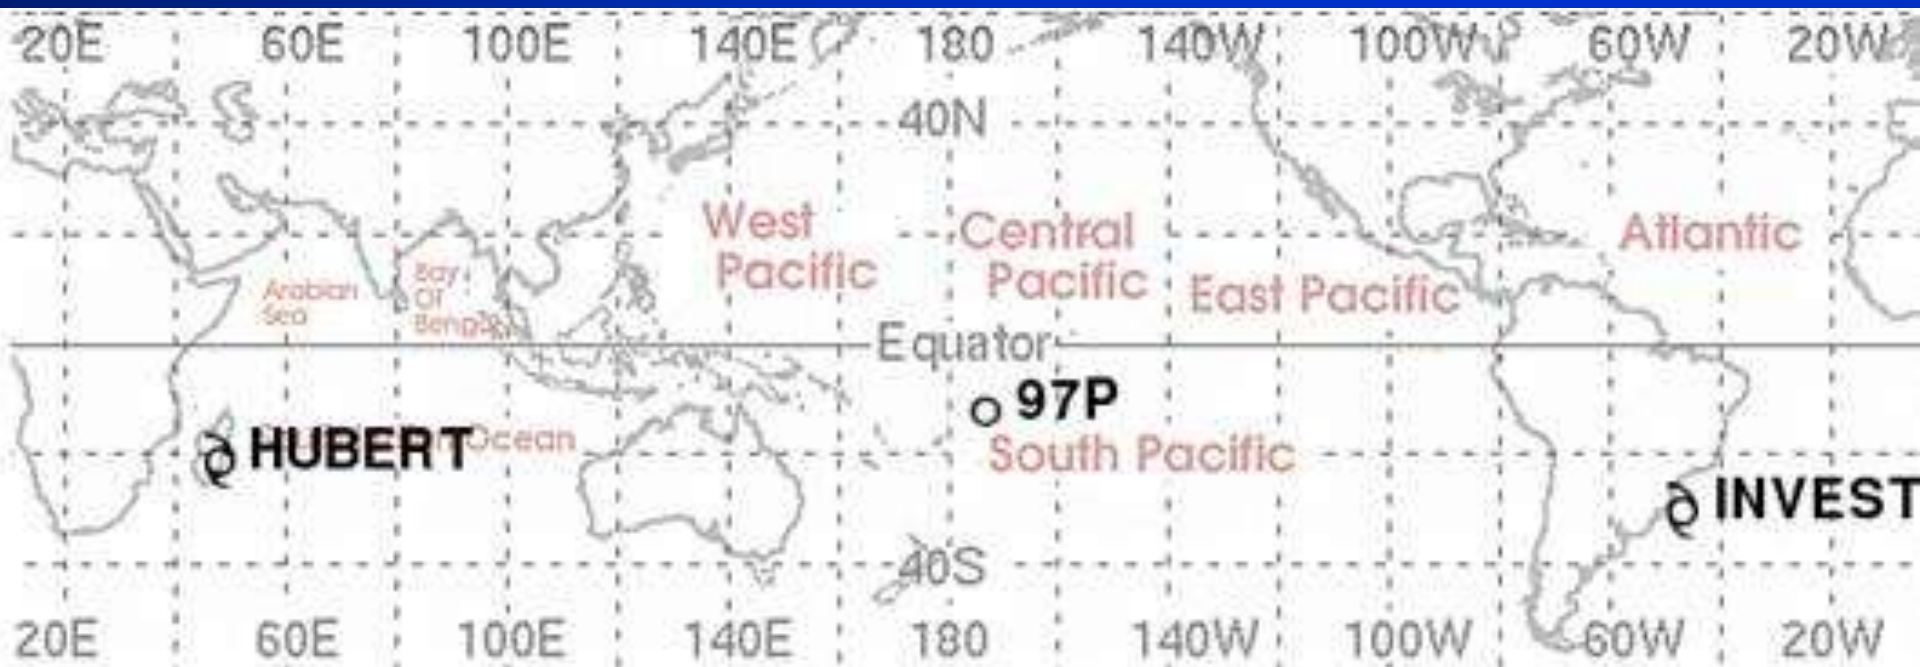 20E 60E 100E 140E 180 140W 100W 60W 20W
40N
West
Pacific
Central
Pacific
East Pacific
Atlantic
Arabian
Sea
Bay
Of
Bengal
Equator
97P
HUBERT Ocean
South Pacific
INVEST
40S
20E 60E 100E 140E 180 140W 100W 60W 20W